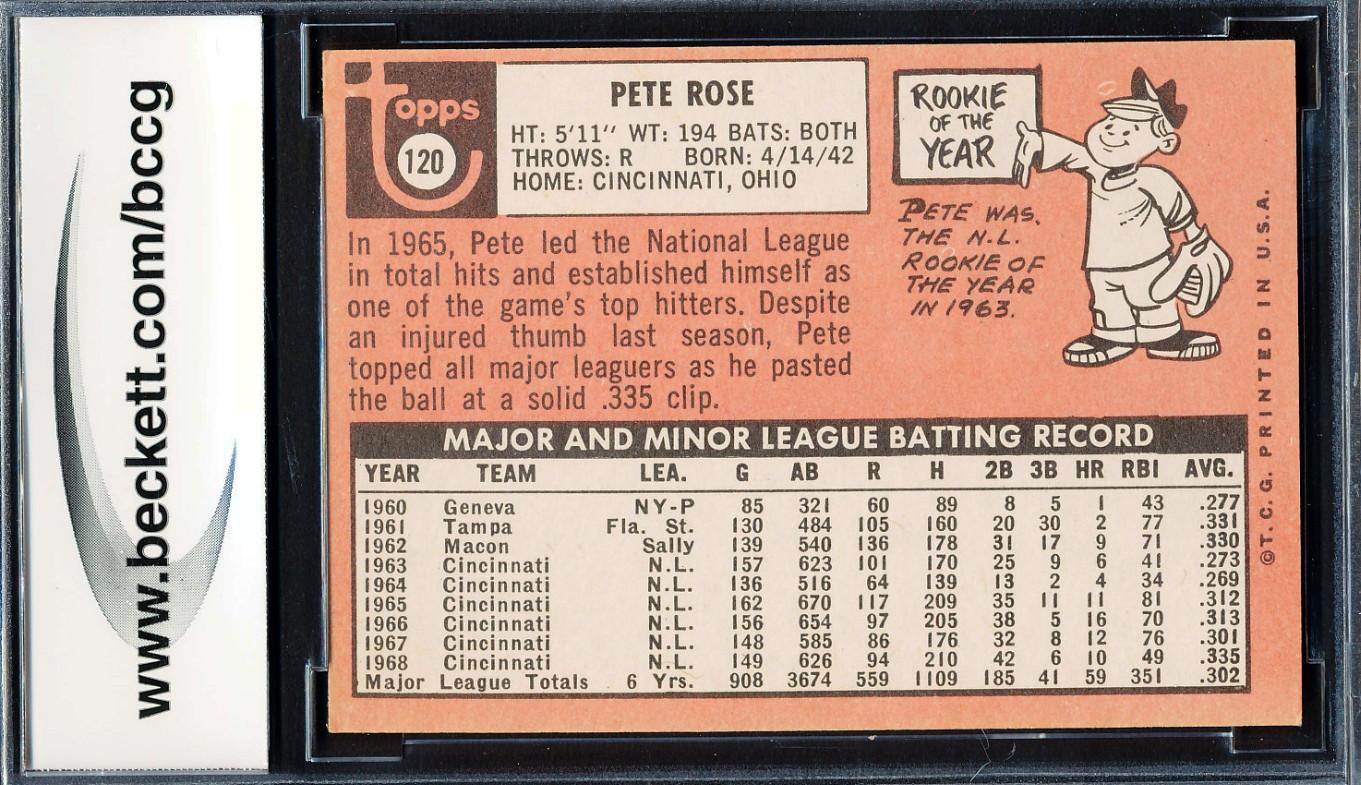 www.beckett.com/bccg
Topps
120
PETE ROSE
HT: 5'11" WT: 194 BATS: BOTH
THROWS: R BORN: 4/14/42
HOME: CINCINNATI, OHIO
In 1965, Pete led the National League
in total hits and established himself as
one of the game's top hitters. Despite
an injured thumb last season, Pete
topped all major leaguers as he pasted
the ball at a solid .335 clip.
ROOKIE
OF THE
YEAR
PETE WAS.
THE N.L.
ROOKIE OF
THE YEAR
IN 1963.
MAJOR AND MINOR LEAGUE BATTING RECORD
YEAR TEAM LEA. G AB R H 2B 3B HR RBI AVG.
1960 Geneva NY-P 85 321 60 89 8 5 1 43 .277
1961 Tampa Fla. St. 130 484 105 160 20 30 2 77 .331
1962 Macon Sally 139 540 136 178 31 17 9 71 .330
1963 Cincinnati N.L. 157 623 101 170 25 9 6 41 .273
1964 Cincinnati N.L. 136 516 64 139 13 2 4 34 .269
1965 Cincinnati N.L. 162 670 117 209 35 11 11 81 .312
1966 Cincinnati N.L. 156 654 97 205 38 5 16 70 .313
1967 Cincinnati N.L. 148 585 86 176 32 8 12 76 .301
1968 Cincinnati N.L. 149 626 94 210 42 6 10 49 .335
Major League Totals 6 Yrs. 908 3674 559 1109 185 41 59 351 .302
©T. C. G. PRINTED IN U.S.A.